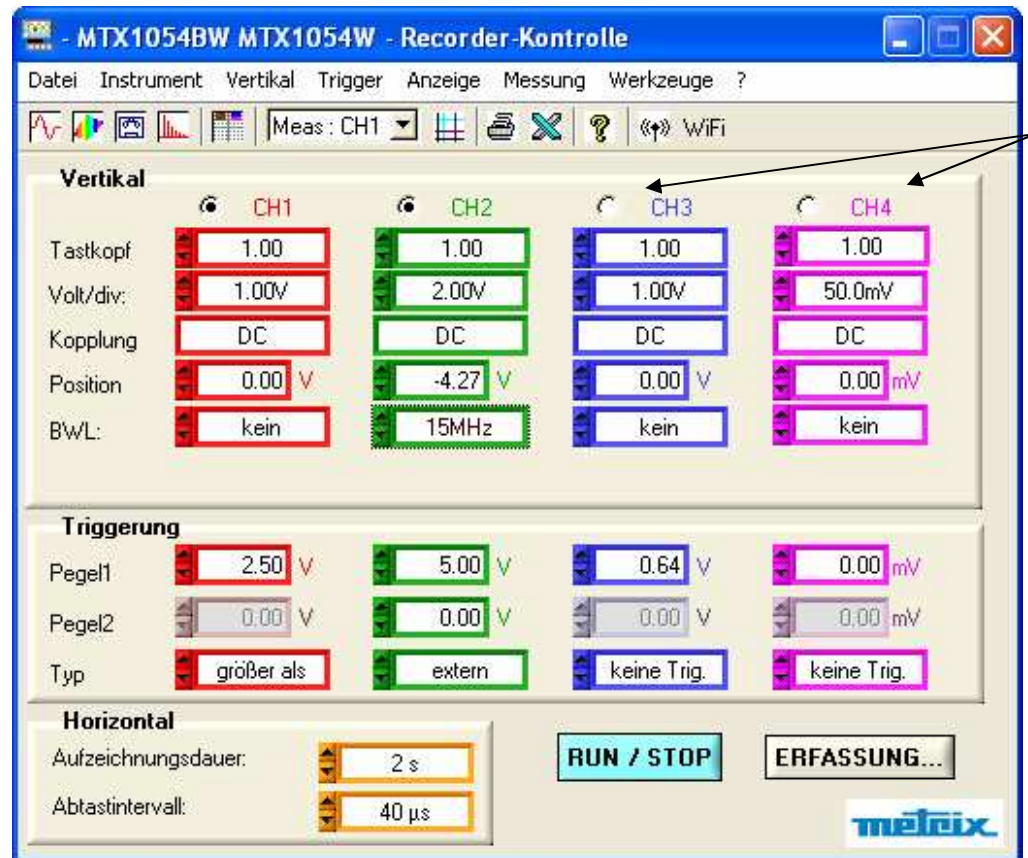 - MTX1054BW MTX1054W - Recorder-Kontrolle
Datei Instrument Vertikal Trigger Anzeige Messung Werkzeuge ?
Meas : CH1 WiFi
Vertikal
CH1 CH2 CH3 CH4
Tastkopf 1.00 1.00 1.00 1.00
Volt/div: 1.00V 2.00V 1.00V 50.0mV
Kopplung DC DC DC DC
Position 0.00 V -4.27 V 0.00 V 0.00 mV
BWL: kein 15MHz kein kein
Triggerung
Pegel1 2.50 V 5.00 V 0.64 V 0.00 mV
Pegel2 0.00 V 0.00 V 0.00 V 0.00 mV
Typ größer als extern keine Trig. keine Trig.
Horizontal
Aufzeichnungsdauer: 2 s
RUN / STOP ERFASSUNG...
Abtastintervall: 40 µs
metrix